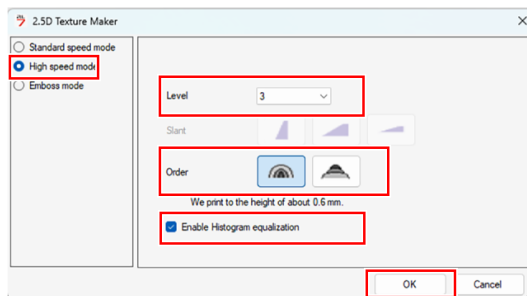 2.5D Texture Maker
Standard speed mode
High speed mode
Emboss mode
Level 3
Slant
Order
We print to the height of about 0.6 mm.
Enable Histogram equalization
OK Cancel